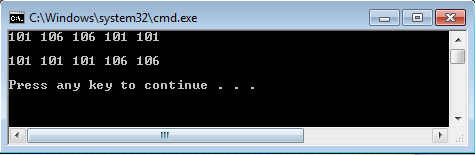 C:\Windows\system32\cmd.exe
101 106 106 101 101
101 101 101 106 106
Press any key to continue . . .